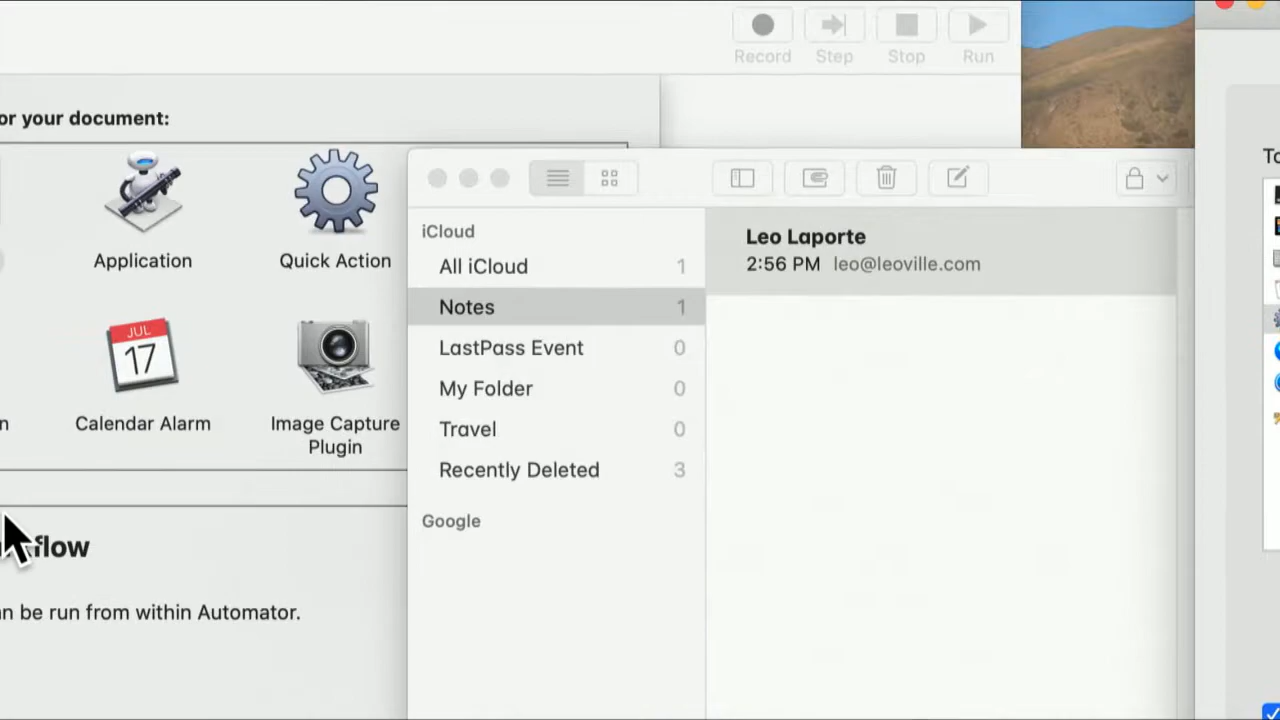 Record Step Stop Run
or your document:
Application
Quick Action
JUL
17
Calendar Alarm
Image Capture
Plugin
flow
an be run from within Automator.
iCloud
All iCloud 1
Notes 1
LastPass Event 0
My Folder 0
Travel 0
Recently Deleted 3
Google
Leo Laporte
2:56 PM leo@leoville.com